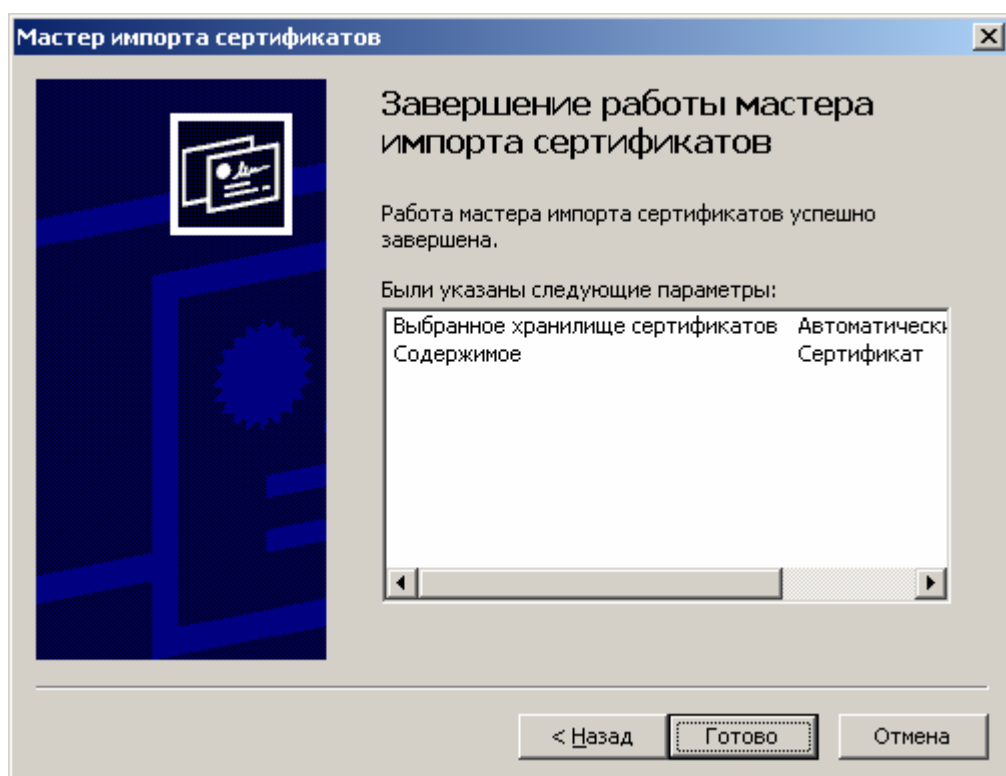 Мастер импорта сертификатов
Завершение работы мастера
импорта сертификатов
Работа мастера импорта сертификатов успешно
завершена.
Были указаны следующие параметры:
Выбранное хранилище сертификатов Автоматически
Содержимое Сертификат
< Назад Готово Отмена